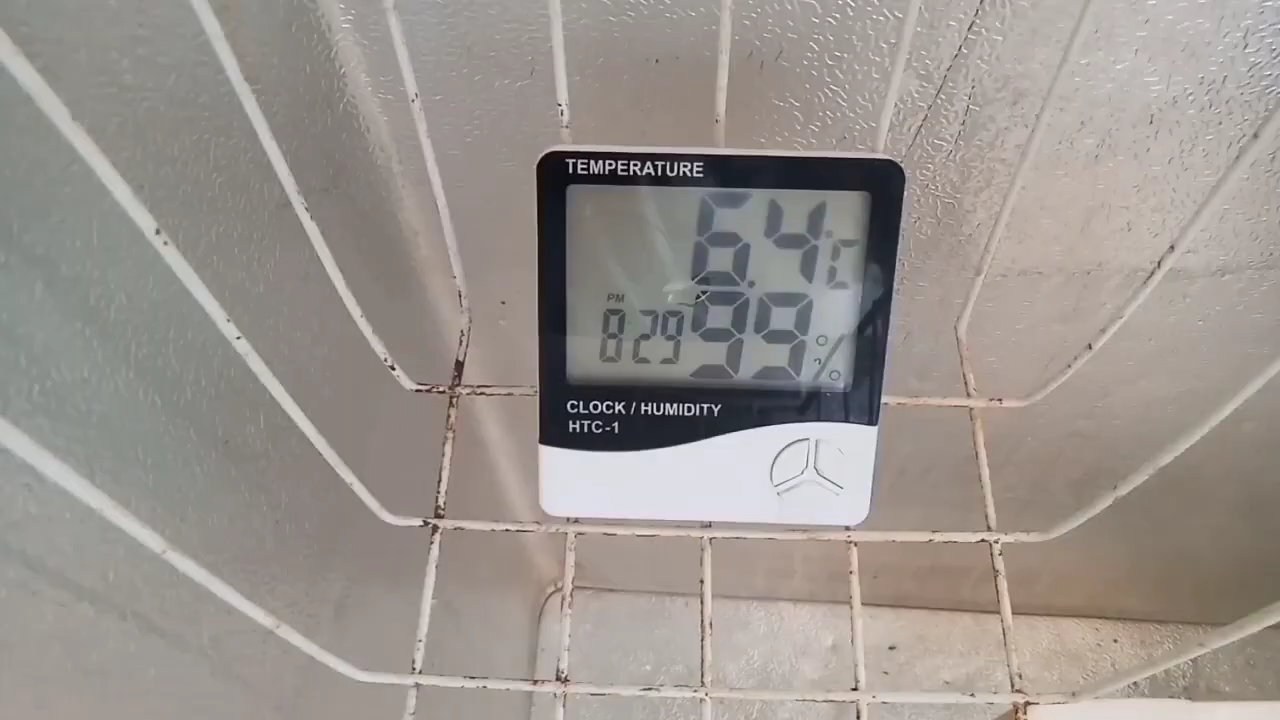 TEMPERATURE
6.4°C
PM
8:29
99%
CLOCK / HUMIDITY
HTC-1